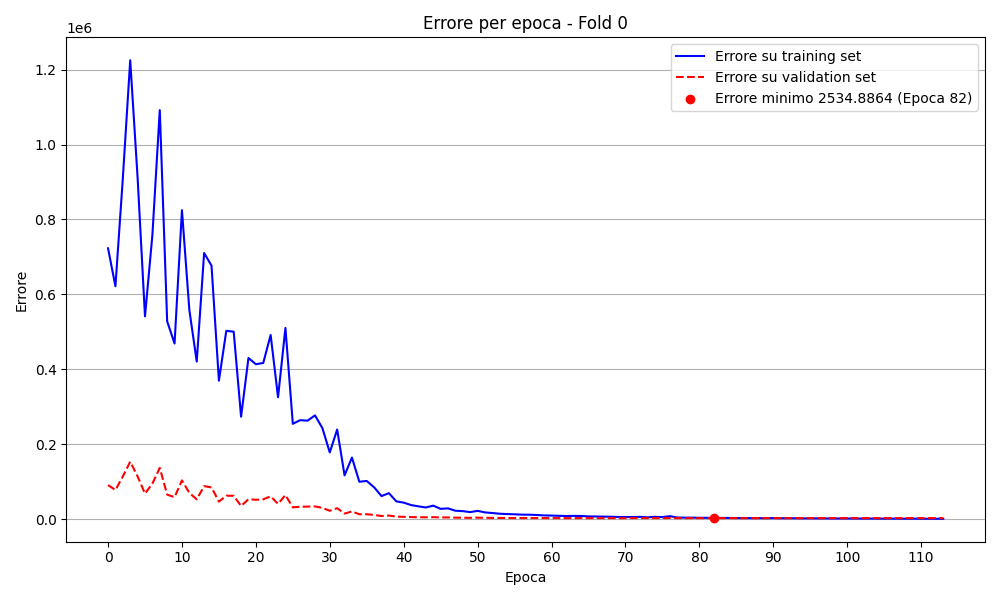 Errore per epoca - Fold 0
1e6
Errore su training set
Errore su validation set
Errore minimo 2534.8864 (Epoca 82)
1.2
1.0
0.8
0.6
0.4
0.2
0.0
Errore
0 10 20 30 40 50 60 70 80 90 100 110
Epoca